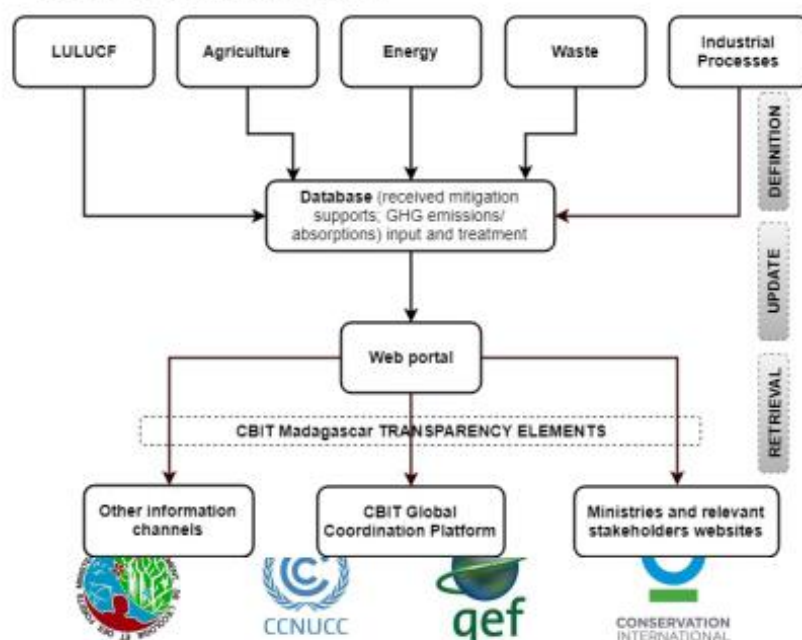 LULUCF
Agriculture
Energy
Waste
Industrial
Processes
DEFINITION
Database (received mitigation
supports; GHG emissions/
absorptions) input and treatment
UPDATE
Web portal
RETRIEVAL
CBIT Madagascar TRANSPARENCY ELEMENTS
Other information
channels
CBIT Global
Coordination Platform
Ministries and relevant
stakeholders websites
CCNUCC
gef
CONSERVATION
INTERNATIONAL